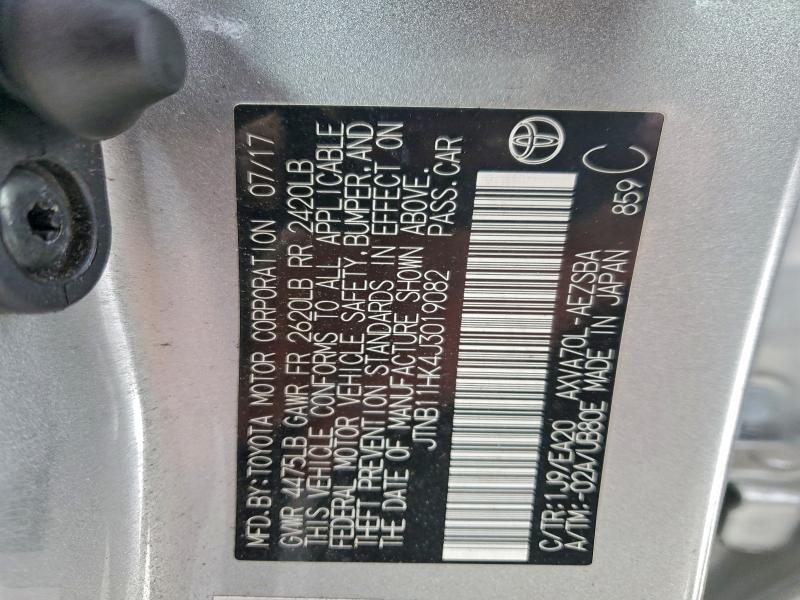 MFD. BY: TOYOTA MOTOR CORPORATION 07/17
GVWR 4475LB GAWR FR 2620LB RR 2420LB
THIS VEHICLE CONFORMS TO ALL APPLICABLE
FEDERAL MOTOR VEHICLE SAFETY, BUMPER, AND
THEFT PREVENTION STANDARDS IN EFFECT ON
THE DATE OF MANUFACTURE SHOWN ABOVE.
JTNB11HK4J3019082 PASS. CAR
C/TR: 1J9/EA20 AXVA70L-AEZSBA
A/TM: -02A/UB80E MADE IN JAPAN 859 C